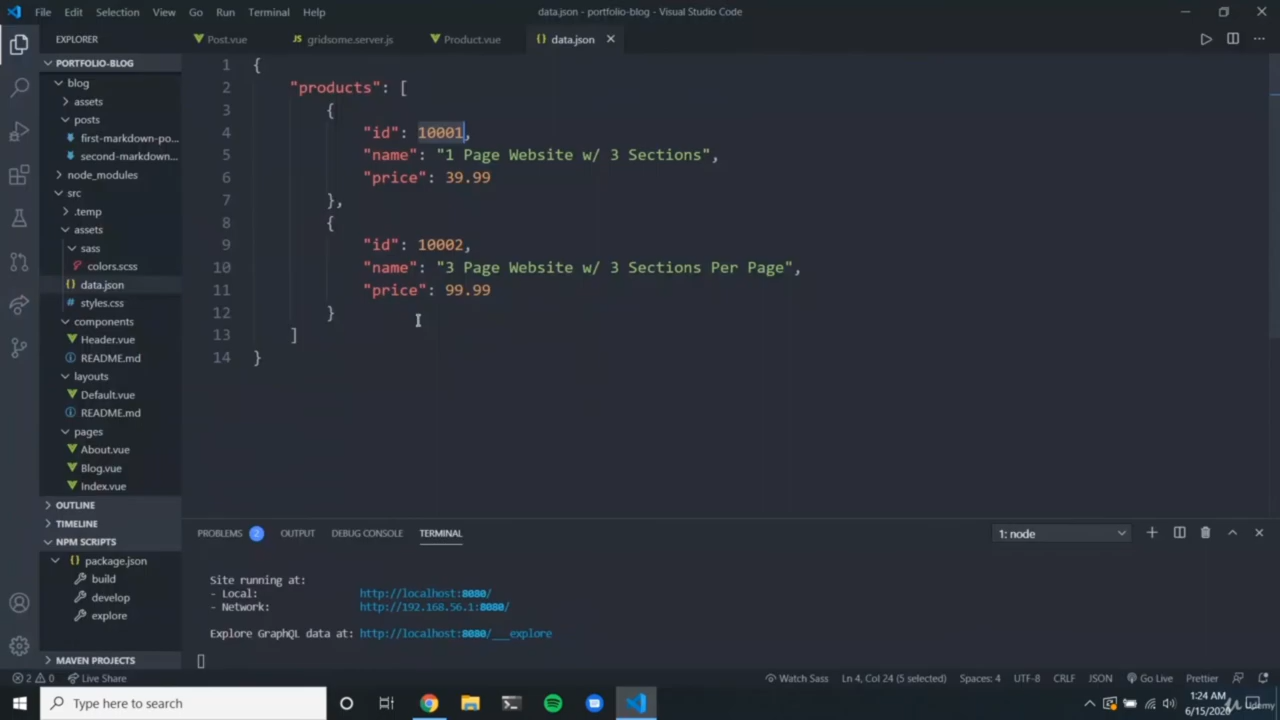 File Edit Selection View Go Run Terminal Help
data.json - portfolio-blog - Visual Studio Code
EXPLORER
Post.vue
gridsome.server.js
Product.vue
{} data.json
PORTFOLIO-BLOG
blog
assets
posts
first-markdown-po...
second-markdown...
node_modules
src
.temp
assets
sass
colors.scss
{} data.json
styles.css
components
Header.vue
README.md
layouts
Default.vue
README.md
pages
About.vue
Blog.vue
Index.vue
OUTLINE
TIMELINE
NPM SCRIPTS
{} package.json
build
develop
explore
MAVEN PROJECTS
1 {
2 "products": [
3 {
4 "id": 10001,
5 "name": "1 Page Website w/ 3 Sections",
6 "price": 39.99
7 },
8 {
9 "id": 10002,
10 "name": "3 Page Website w/ 3 Sections Per Page",
11 "price": 99.99
12 }
13 ]
14 }
PROBLEMS 2 OUTPUT DEBUG CONSOLE TERMINAL
1: node
Site running at:
- Local: http://localhost:8080/
- Network: http://192.168.56.1:8080/
Explore GraphQL data at: http://localhost:8080/___explore
2 0 Live Share
Watch Sass Ln 4, Col 24 (5 selected) Spaces: 4 UTF-8 CRLF JSON Go Live Prettier
Type here to search
1:24 AM
6/15/2020
Udemy